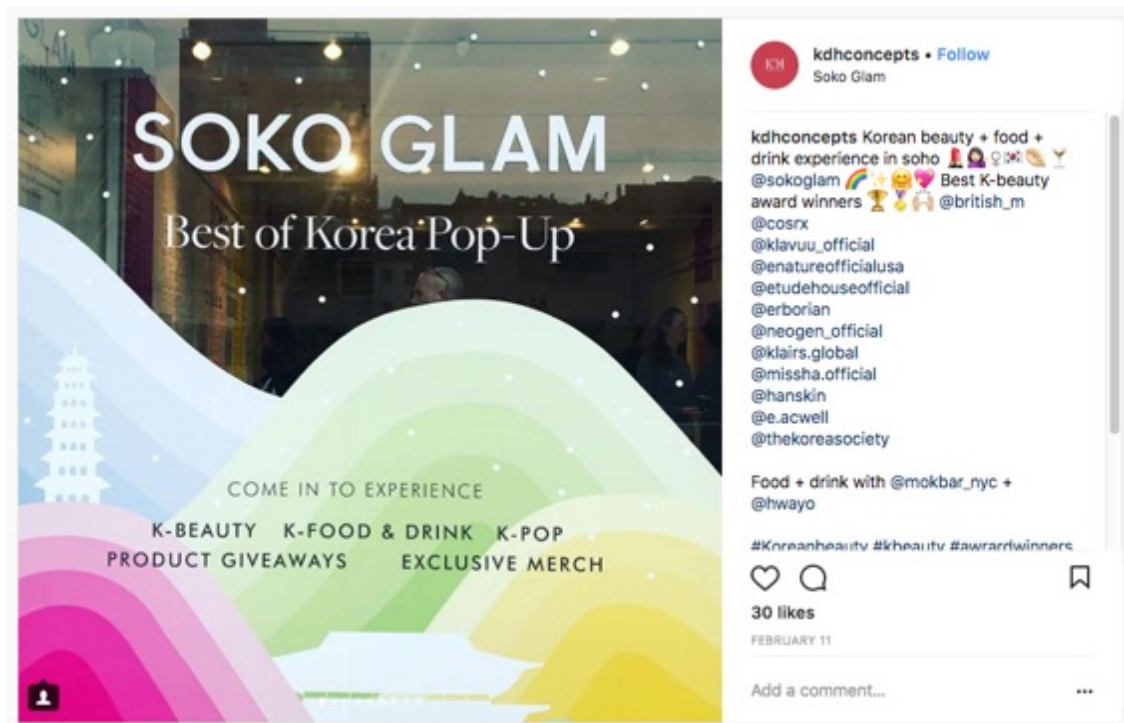 SOKO GLAM
Best of Korea Pop-Up
COME IN TO EXPERIENCE
K-BEAUTY K-FOOD & DRINK K-POP
PRODUCT GIVEAWAYS EXCLUSIVE MERCH
kdhconcepts • Follow
Soko Glam
kdhconcepts Korean beauty + food +
drink experience in soho 💄🙍🏻‍♀🇰🇷🥟🍸
@sokoglam 🌈✨🤗💖 Best K-beauty
award winners 🏆🏅🙌🏻 @british_m
@cosrx
@klavuu_official
@enatureofficialusa
@etudehouseofficial
@erborian
@neogen_official
@klairs.global
@missha.official
@hanskin
@e.acwell
@thekoreasociety
Food + drink with @mokbar_nyc +
@hwayo
#Koreanbeauty #kbeauty #awrardwinners
30 likes
FEBRUARY 11
Add a comment...